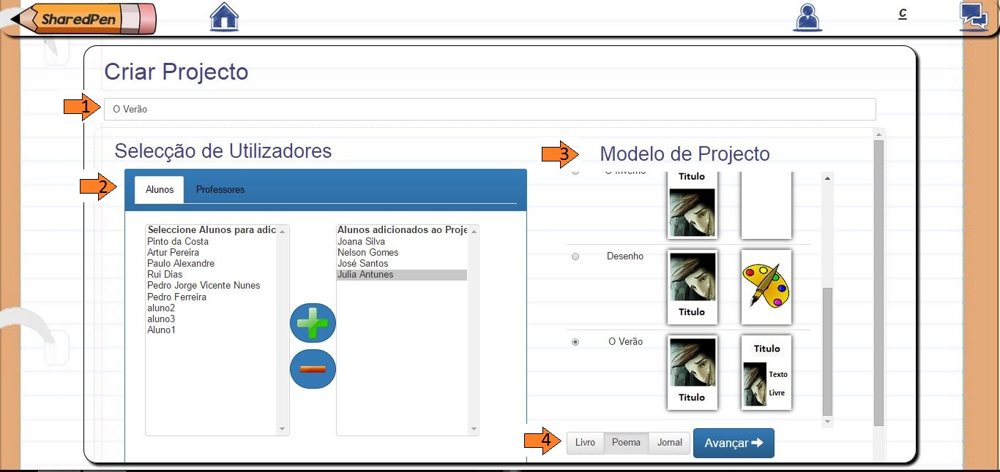 SharedPen
C
Criar Projecto
1
O Verão
Selecção de Utilizadores
2
Alunos
Professores
Seleccione Alunos para adic
Pinto da Costa
Artur Pereira
Paulo Alexandre
Rui Dias
Pedro Jorge Vicente Nunes
Pedro Ferreira
aluno2
aluno3
Aluno1
Alunos adicionados ao Proje
Joana Silva
Nelson Gomes
José Santos
Julia Antunes
3
Modelo de Projecto
O Inverno
Titulo
Desenho
Titulo
O Verão
Titulo
Titulo
Texto
Livre
4
Livro
Poema
Jornal
Avançar